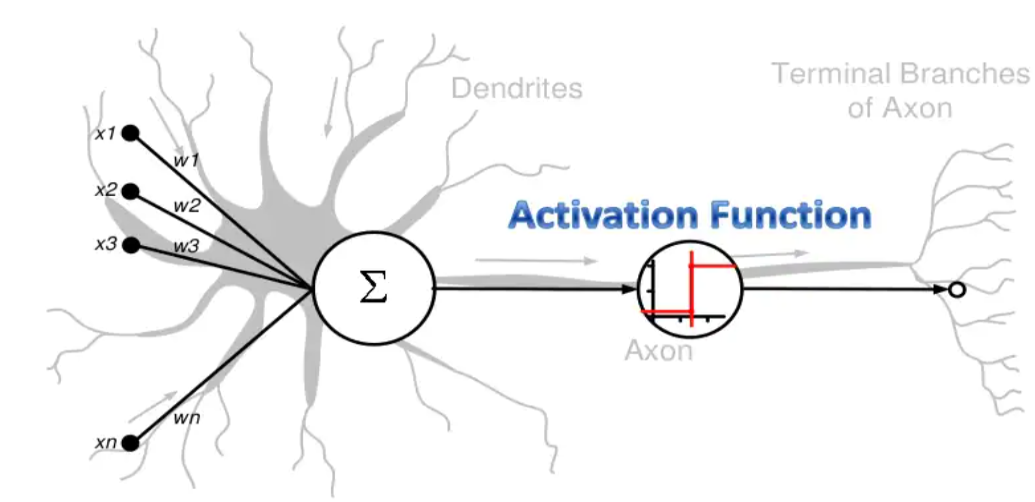 Dendrites
Terminal Branches
of Axon
x1
w1
x2
w2
x3
w3
Activation Function
Σ
Axon
wn
xn